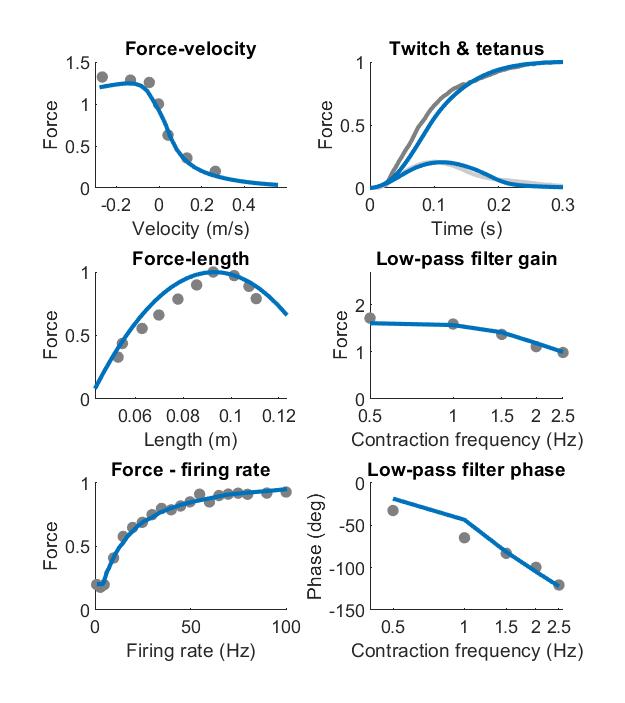 Force-velocity
1.5
1
0.5
0
Force
-0.2 0 0.2 0.4
Velocity (m/s)
Twitch & tetanus
1
0.5
0
Force
0 0.1 0.2 0.3
Time (s)
Force-length
1
0.5
0
Force
0.06 0.08 0.1 0.12
Length (m)
Low-pass filter gain
2
1
0
Force
0.5 1 1.5 2 2.5
Contraction frequency (Hz)
Force - firing rate
1
0.5
0
Force
0 50 100
Firing rate (Hz)
Low-pass filter phase
0
-50
-100
-150
Phase (deg)
0.5 1 1.5 2 2.5
Contraction frequency (Hz)